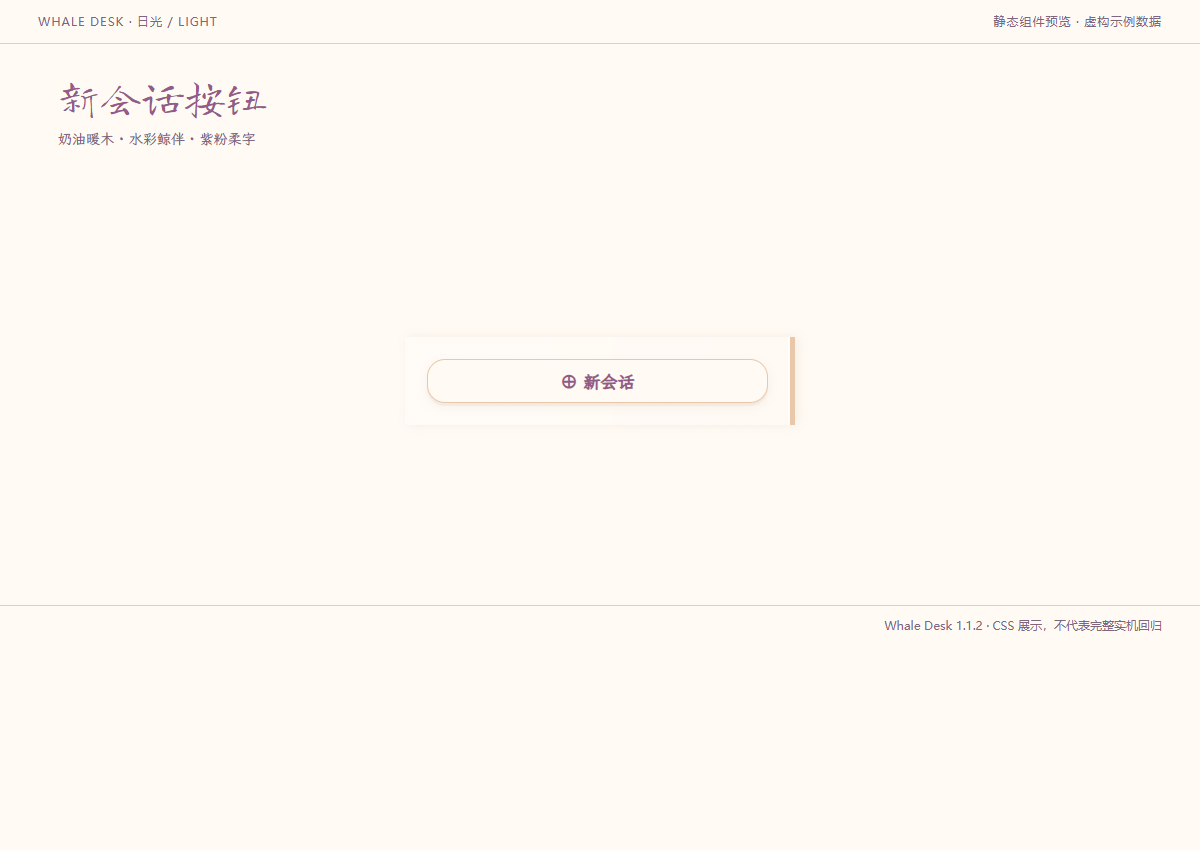 WHALE DESK · 日光 / LIGHT
静态组件预览 · 虚构示例数据
新会话按钮
奶油暖木 · 水彩鲸伴 · 紫粉柔字
⊕ 新会话
Whale Desk 1.1.2 · CSS 展示，不代表完整实机回归